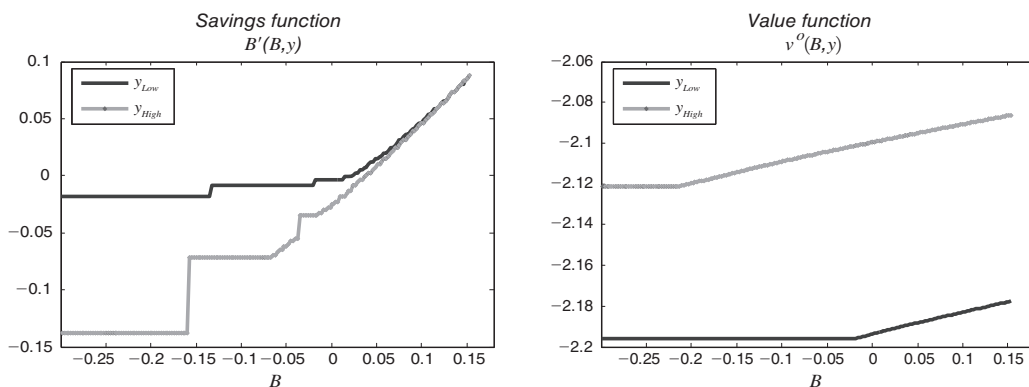 Savings function
B′(B,y)
0.1
0.05
0
−0.05
−0.1
−0.15
y_Low
y_High
−0.25 −0.2 −0.15 −0.1 −0.05 0 0.05 0.1 0.15
B
Value function
v^o(B,y)
−2.06
−2.08
−2.1
−2.12
−2.14
−2.16
−2.18
−2.2
y_Low
y_High
−0.25 −0.2 −0.15 −0.1 −0.05 0 0.05 0.1 0.15
B